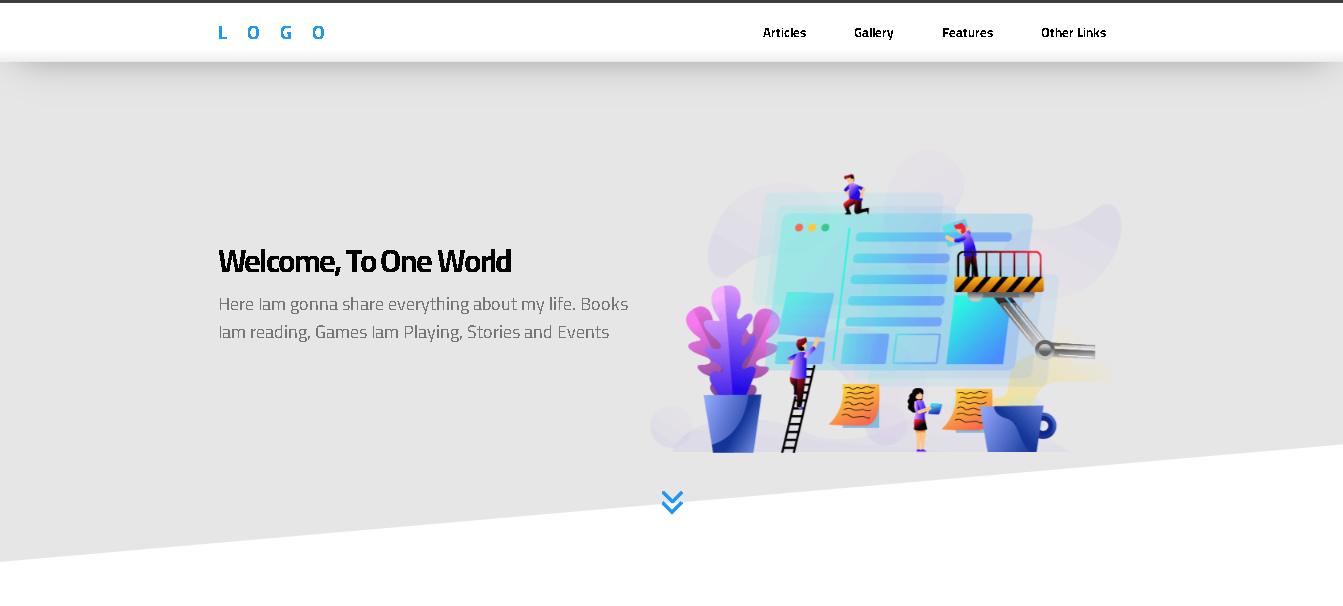 L O G O
Articles Gallery Features Other Links
Welcome, To One World
Here Iam gonna share everything about my life. Books
Iam reading, Games Iam Playing, Stories and Events